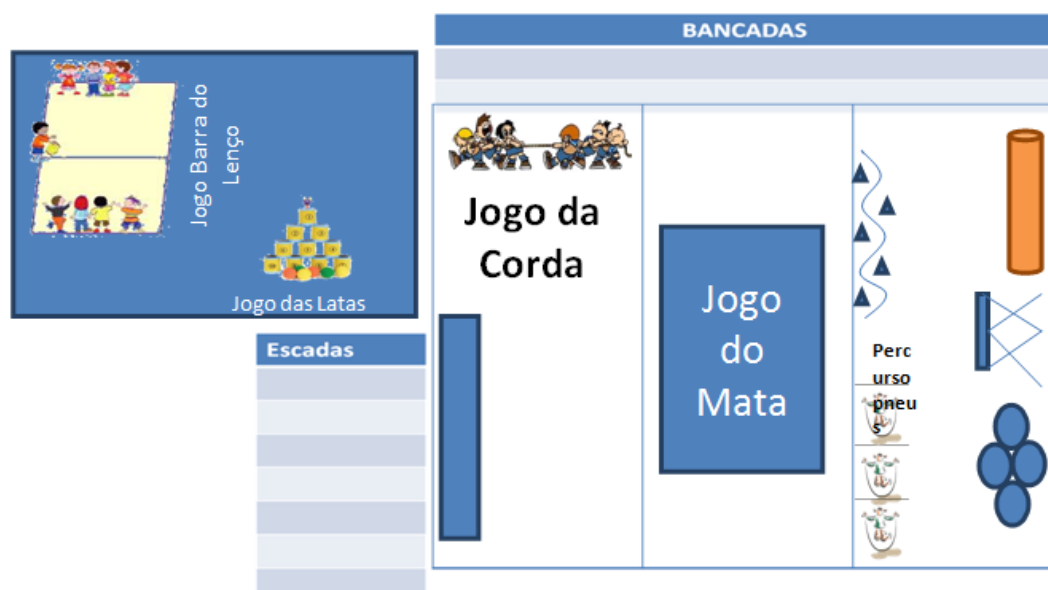 BANCADAS
Jogo Barra do
Lenço
Jogo das Latas
Escadas
Jogo da
Corda
Jogo
do
Mata
Perc
urso
pneu
s